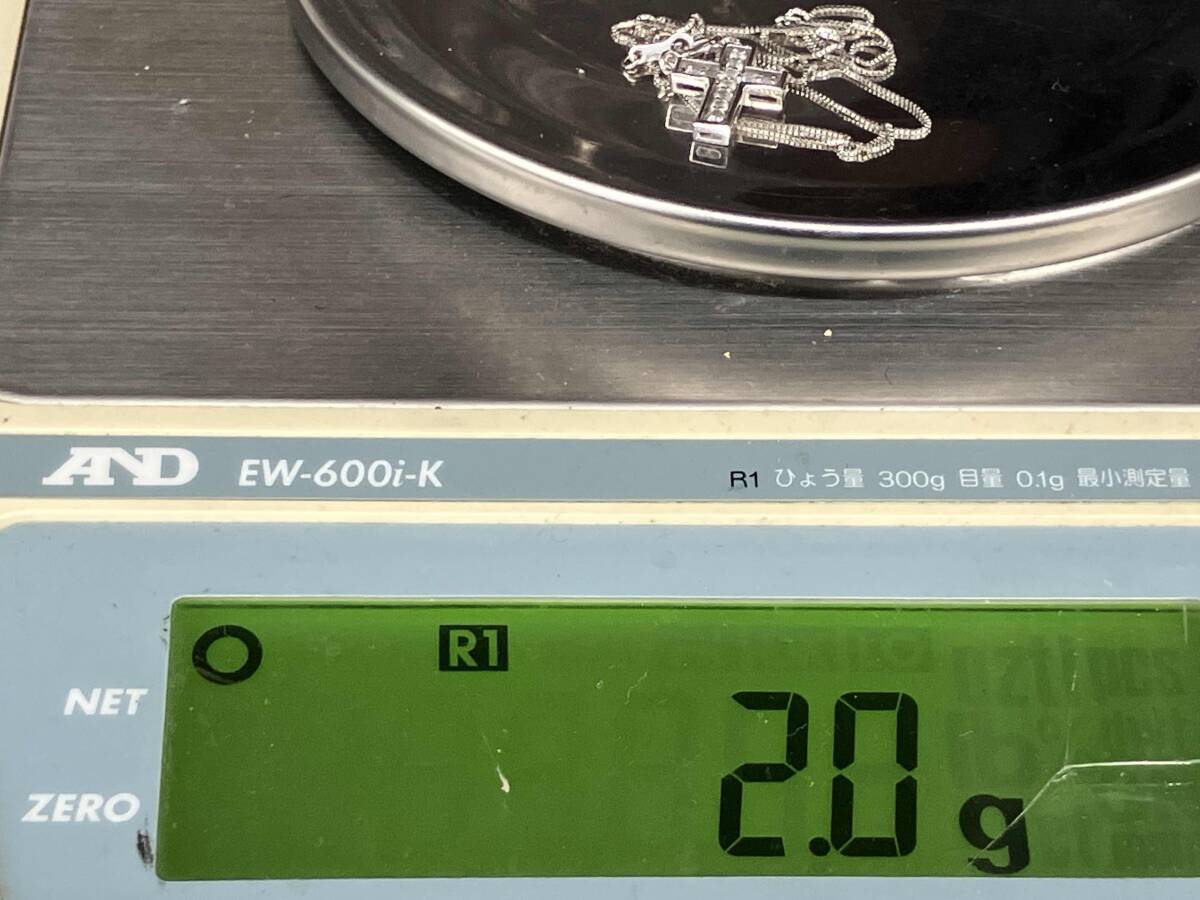 AND EW-600i-K R1 ひょう量 300g 目量 0.1g 最小測定量
R1
NET
2.0 g
ZERO